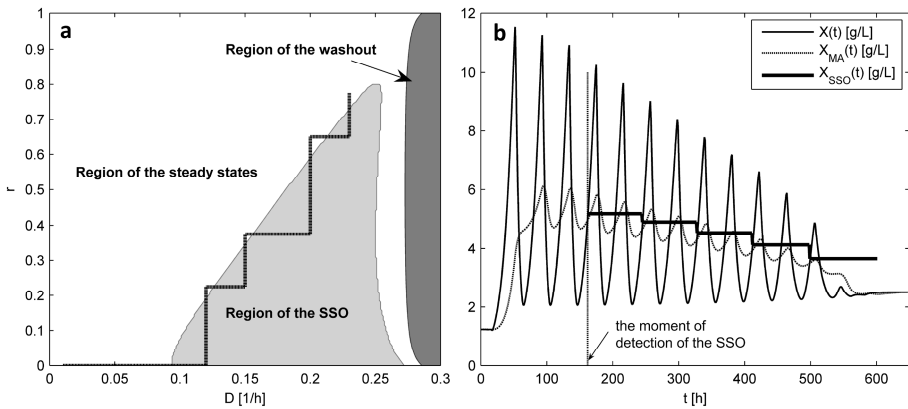 a
Region of the washout
Region of the steady states
Region of the SSO
r
1
0.9
0.8
0.7
0.6
0.5
0.4
0.3
0.2
0.1
0
0 0.05 0.1 0.15 0.2 0.25 0.3
D [1/h]
b
X(t) [g/L]
X_MA(t) [g/L]
X_SSO(t) [g/L]
12
10
8
6
4
2
0
the moment of
detection of the SSO
0 100 200 300 400 500 600
t [h]